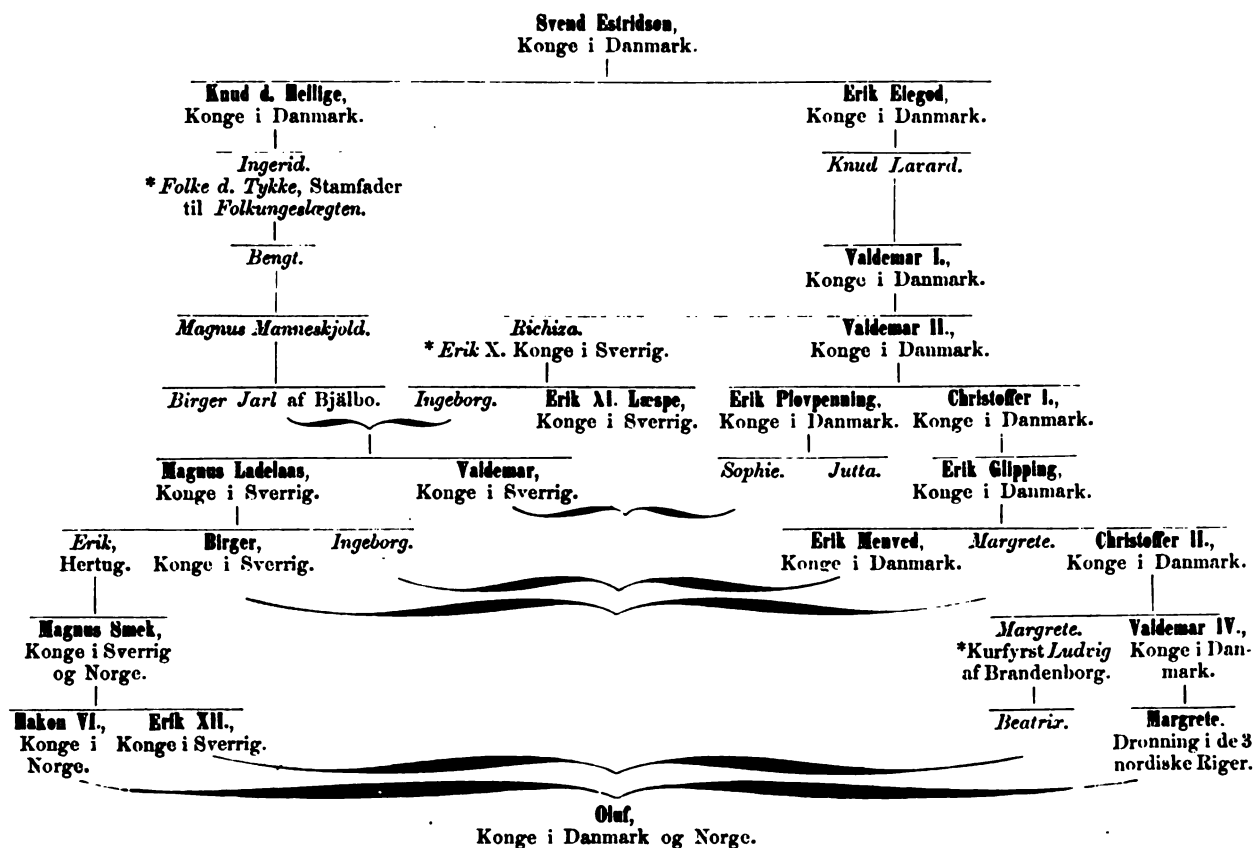 Svend Estridson,
Konge i Danmark.
Knud d. Hellige,
Konge i Danmark.
Erik Eiegod,
Konge i Danmark.
Ingerid.
* Folke d. Tykke, Stamfader
til Folkungeslægten.
Knud Lavard.
Bengt.
Valdemar I.,
Konge i Danmark.
Magnus Manneskjold.
Richiza.
* Erik X. Konge i Sverrig.
Valdemar II.,
Konge i Danmark.
Birger Jarl af Bjälbo.
Ingeborg.
Erik XI. Læspe,
Konge i Sverrig.
Erik Plovpenning,
Konge i Danmark.
Christoffer I.,
Konge i Danmark.
Magnus Ladelaas,
Konge i Sverrig.
Valdemar,
Konge i Sverrig.
Sophie.
Jutta.
Erik Glipping,
Konge i Danmark.
Erik,
Hertug.
Birger,
Konge i Sverrig.
Ingeborg.
Erik Menved,
Konge i Danmark.
Margrete.
Christoffer II.,
Konge i Danmark.
Magnus Smek,
Konge i Sverrig
og Norge.
Margrete.
*Kurfyrst Ludvig
af Brandenborg.
Valdemar IV.,
Konge i Dan-
mark.
Hakon VI.,
Konge i
Norge.
Erik XII.,
Konge i Sverrig.
Beatrix.
Margrete.
Dronning i de 3
nordiske Riger.
Oluf,
Konge i Danmark og Norge.